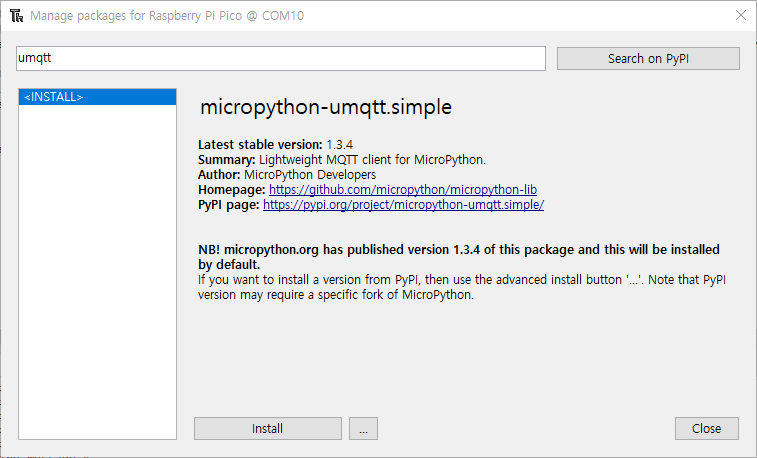 Manage packages for Raspberry Pi Pico @ COM10
umqtt
Search on PyPI
<INSTALL>
micropython-umqtt.simple
Latest stable version: 1.3.4
Summary: Lightweight MQTT client for MicroPython.
Author: MicroPython Developers
Homepage: https://github.com/micropython/micropython-lib
PyPI page: https://pypi.org/project/micropython-umqtt.simple/
NB! micropython.org has published version 1.3.4 of this package and this will be installed
by default.
If you want to install a version from PyPI, then use the advanced install button '...'. Note that PyPI
version may require a specific fork of MicroPython.
Install
...
Close